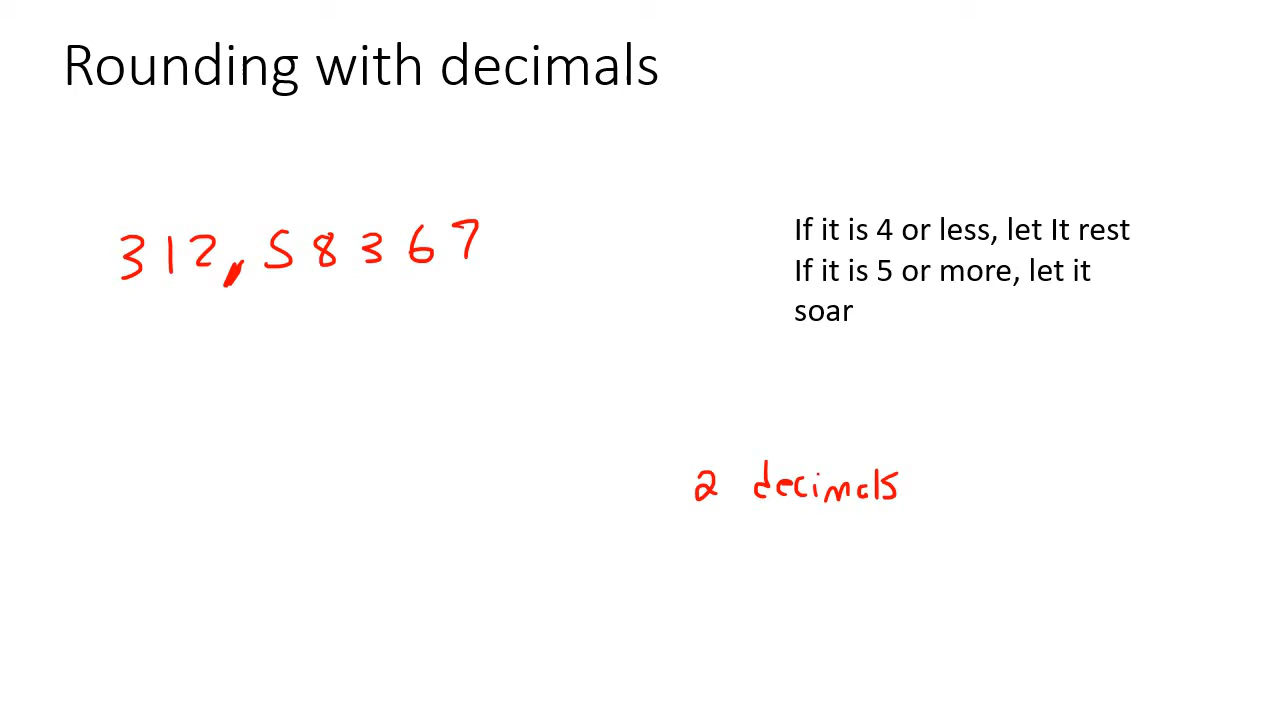 Rounding with decimals
312,58367
If it is 4 or less, let It rest
If it is 5 or more, let it
soar
2 decimals